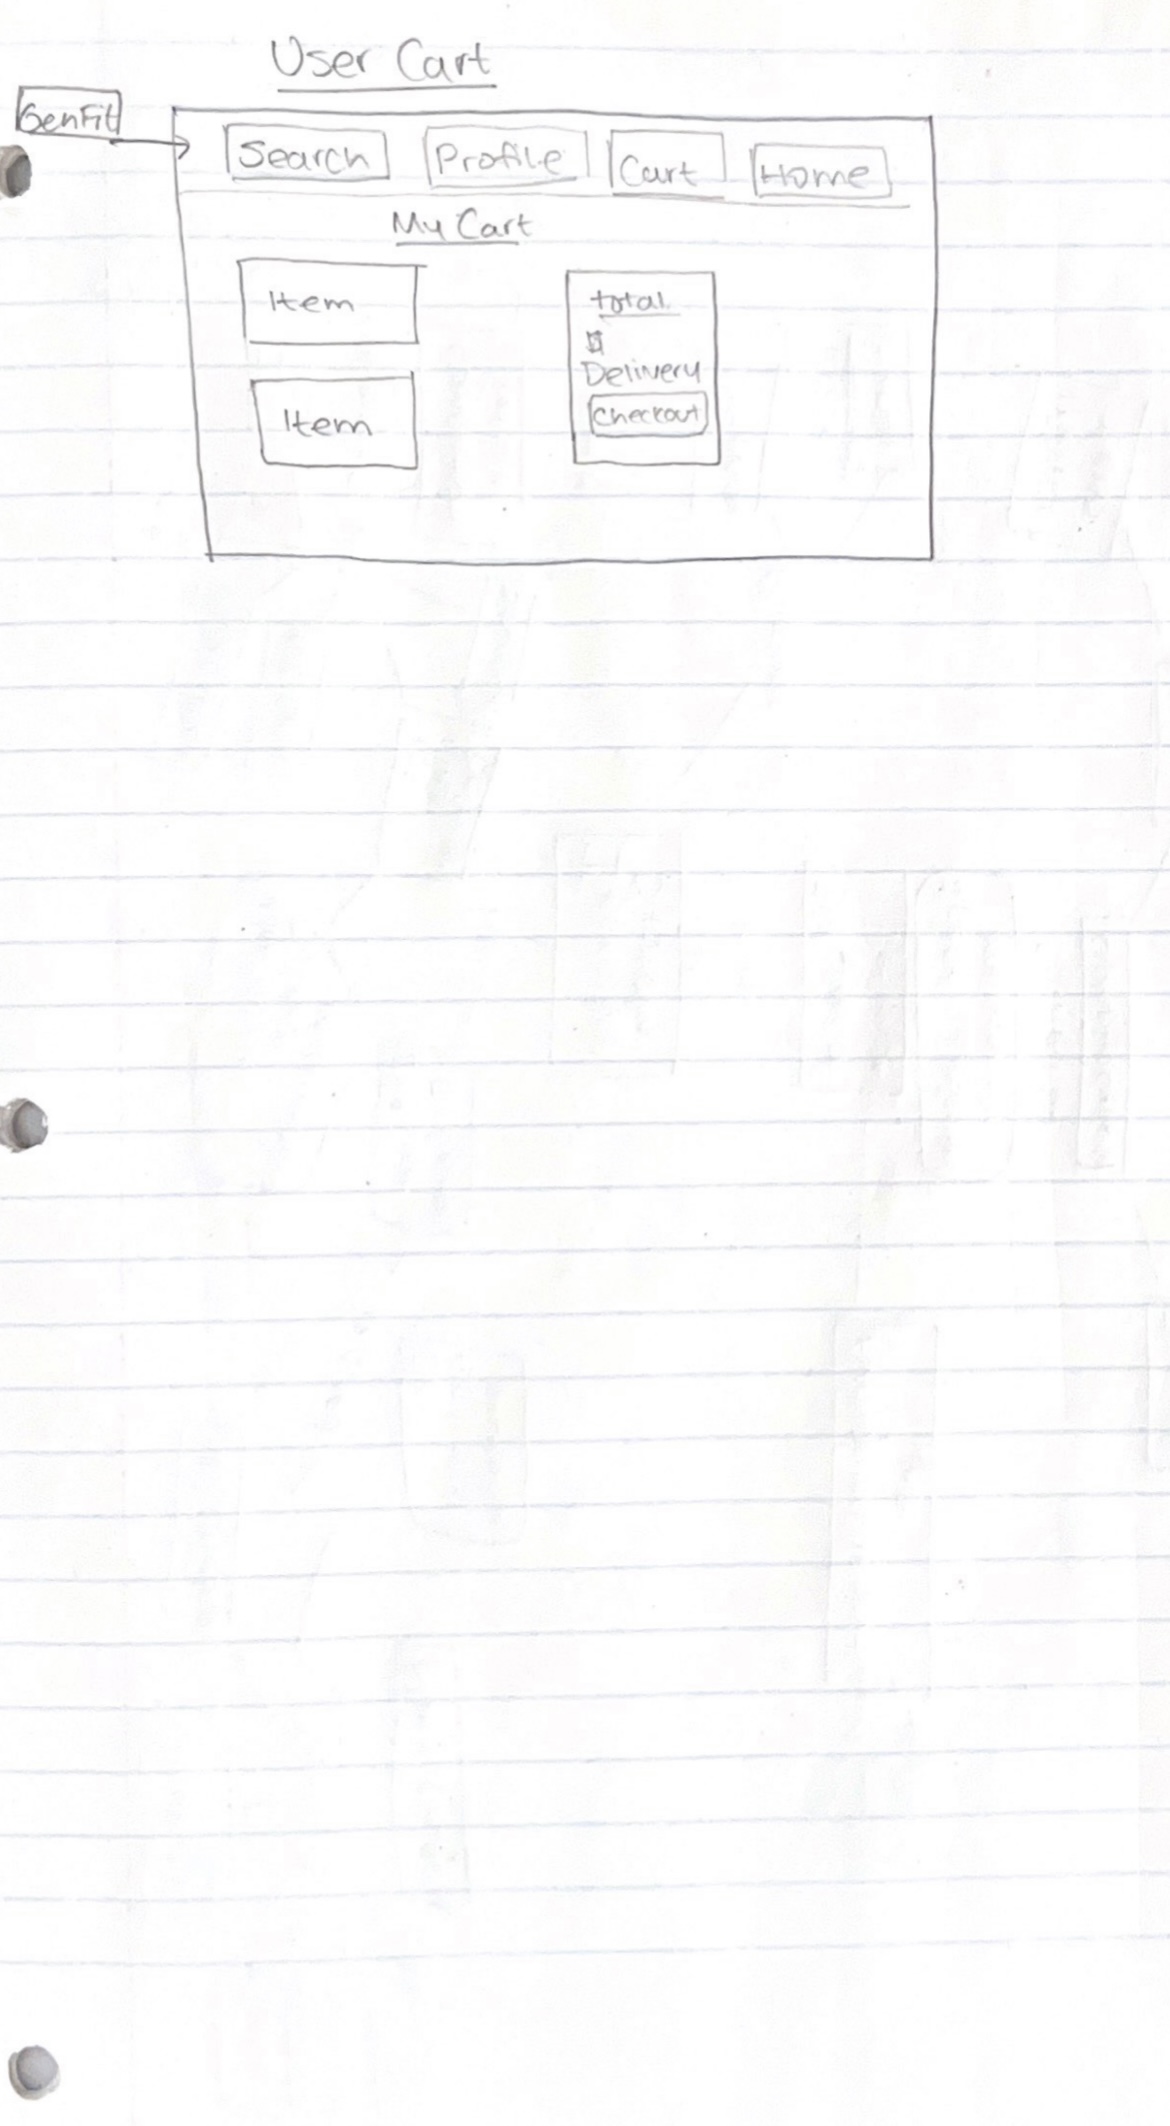 User Cart
GenFit
Search Profile Cart Home
My Cart
Item
Item
total
$
Delivery
Checkout